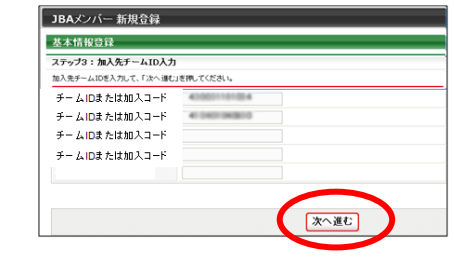 JBAメンバー 新規登録
基本情報登録
ステップ3：加入先チームID入力
加入先チームIDを入力して、「次へ進む」を押してください。
チームIDまたは加入コード
チームIDまたは加入コード
チームIDまたは加入コード
チームIDまたは加入コード
次へ進む